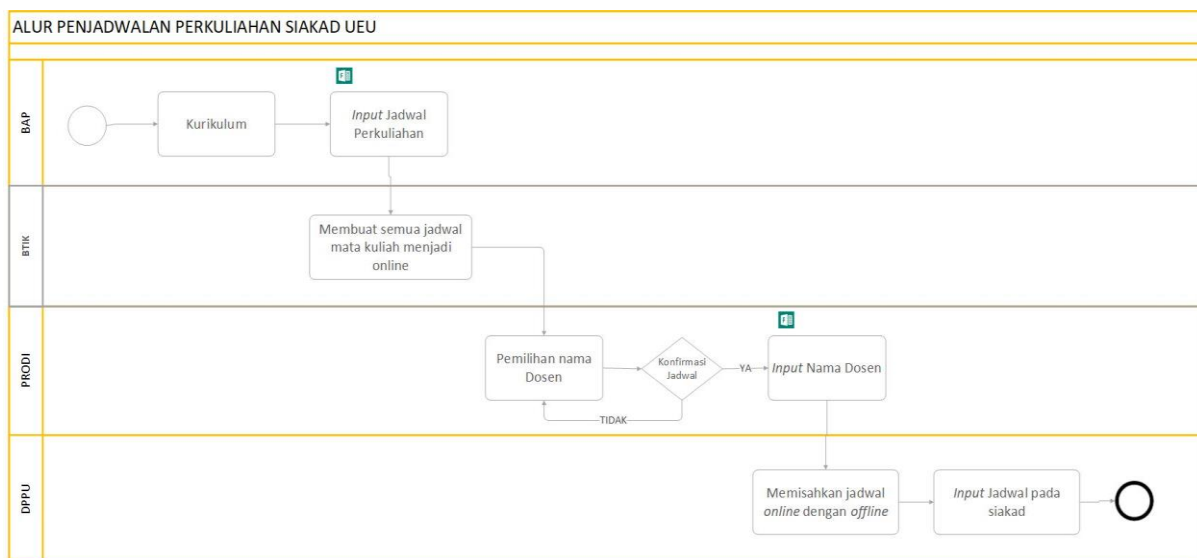 ALUR PENJADWALAN PERKULIAHAN SIAKAD UEU
BAP
Kurikulum
Input Jadwal
Perkuliahan
BTIK
Membuat semua jadwal
mata kuliah menjadi
online
PRODI
Pemilihan nama
Dosen
Konfirmasi
Jadwal
YA
Input Nama Dosen
TIDAK
DPPU
Memisahkan jadwal
online dengan offline
Input Jadwal pada
siakad